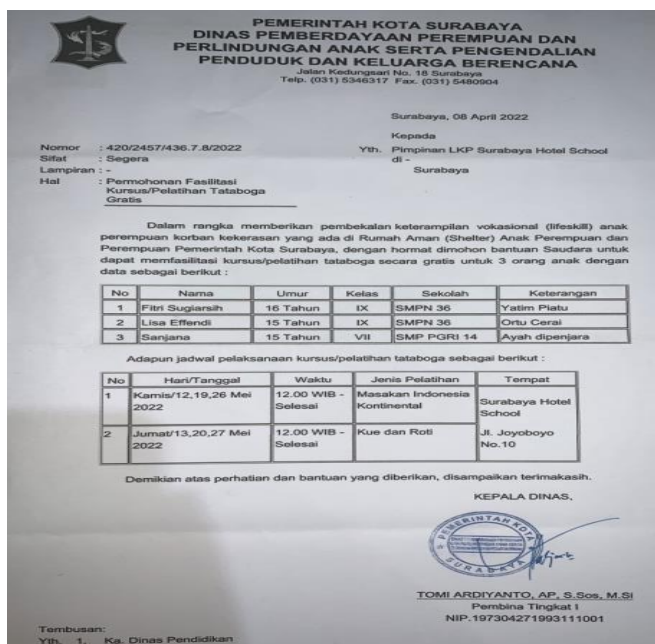 PEMERINTAH KOTA SURABAYA
DINAS PEMBERDAYAAN PEREMPUAN DAN
PERLINDUNGAN ANAK SERTA PENGENDALIAN
PENDUDUK DAN KELUARGA BERENCANA
Jalan Kedungsari No. 18 Surabaya
Telp. (031) 5346317 Fax. (031) 5480904
Surabaya, 08 April 2022
Kepada
Nomor : 420/2457/436.7.8/2022 Yth. Pimpinan LKP Surabaya Hotel School
Sifat : Segera di -
Lampiran : - Surabaya
Hal : Permohonan Fasilitasi
Kursus/Pelatihan Tataboga
Gratis
Dalam rangka memberikan pembekalan keterampilan vokasional (lifeskill) anak
perempuan korban kekerasan yang ada di Rumah Aman (Shelter) Anak Perempuan dan
Perempuan Pemerintah Kota Surabaya, dengan hormat dimohon bantuan Saudara untuk
dapat memfasilitasi kursus/pelatihan tataboga secara gratis untuk 3 orang anak dengan
data sebagai berikut :
No Nama Umur Kelas Sekolah Keterangan
1 Fitri Sugiarsih 16 Tahun IX SMPN 36 Yatim Piatu
2 Lisa Effendi 15 Tahun IX SMPN 36 Ortu Cerai
3 Sanjana 15 Tahun VII SMP PGRI 14 Ayah dipenjara
Adapun jadwal pelaksanaan kursus/pelatihan tataboga sebagai berikut :
No Hari/Tanggal Waktu Jenis Pelatihan Tempat
1 Kamis/12,19,26 Mei 2022 12.00 WIB - Selesai Masakan Indonesia Kontinental Surabaya Hotel School
2 Jumat/13,20,27 Mei 2022 12.00 WIB - Selesai Kue dan Roti Jl. Joyoboyo No.10
Demikian atas perhatian dan bantuan yang diberikan, disampaikan terimakasih.
KEPALA DINAS,
PEMERINTAH KOTA
SURABAYA
TOMI ARDIYANTO, AP, S.Sos, M.Si
Pembina Tingkat I
NIP.197304271993111001
Tembusan:
Yth. 1. Ka. Dinas Pendidikan